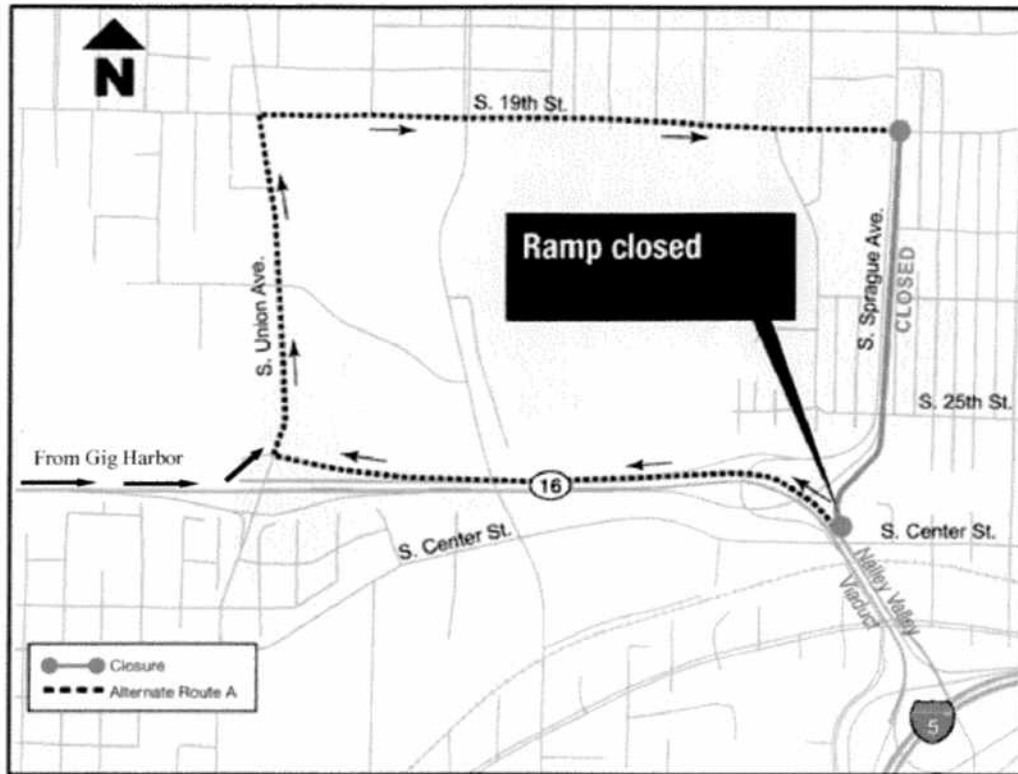 N
S. 19th St.
Ramp closed
S. Union Ave.
S. Sprague Ave.
CLOSED
S. 25th St.
From Gig Harbor
16
S. Center St.
S. Center St.
Nalley Valley
Viaduct
Closure
Alternate Route A
5